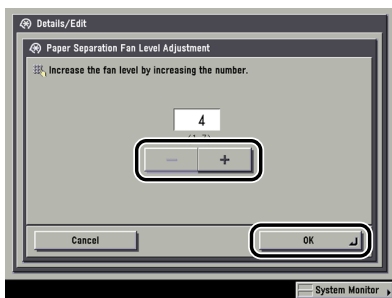 Details/Edit
Paper Separation Fan Level Adjustment
Increase the fan level by increasing the number.
4
(1-7)
− +
Cancel OK
System Monitor